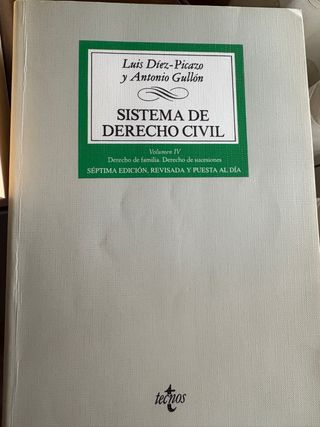 Luis Díez-Picazo
y Antonio Gullón
SISTEMA DE
DERECHO CIVIL
Volumen IV
Derecho de familia. Derecho de sucesiones
SÉPTIMA EDICIÓN, REVISADA Y PUESTA AL DÍA
tecnos